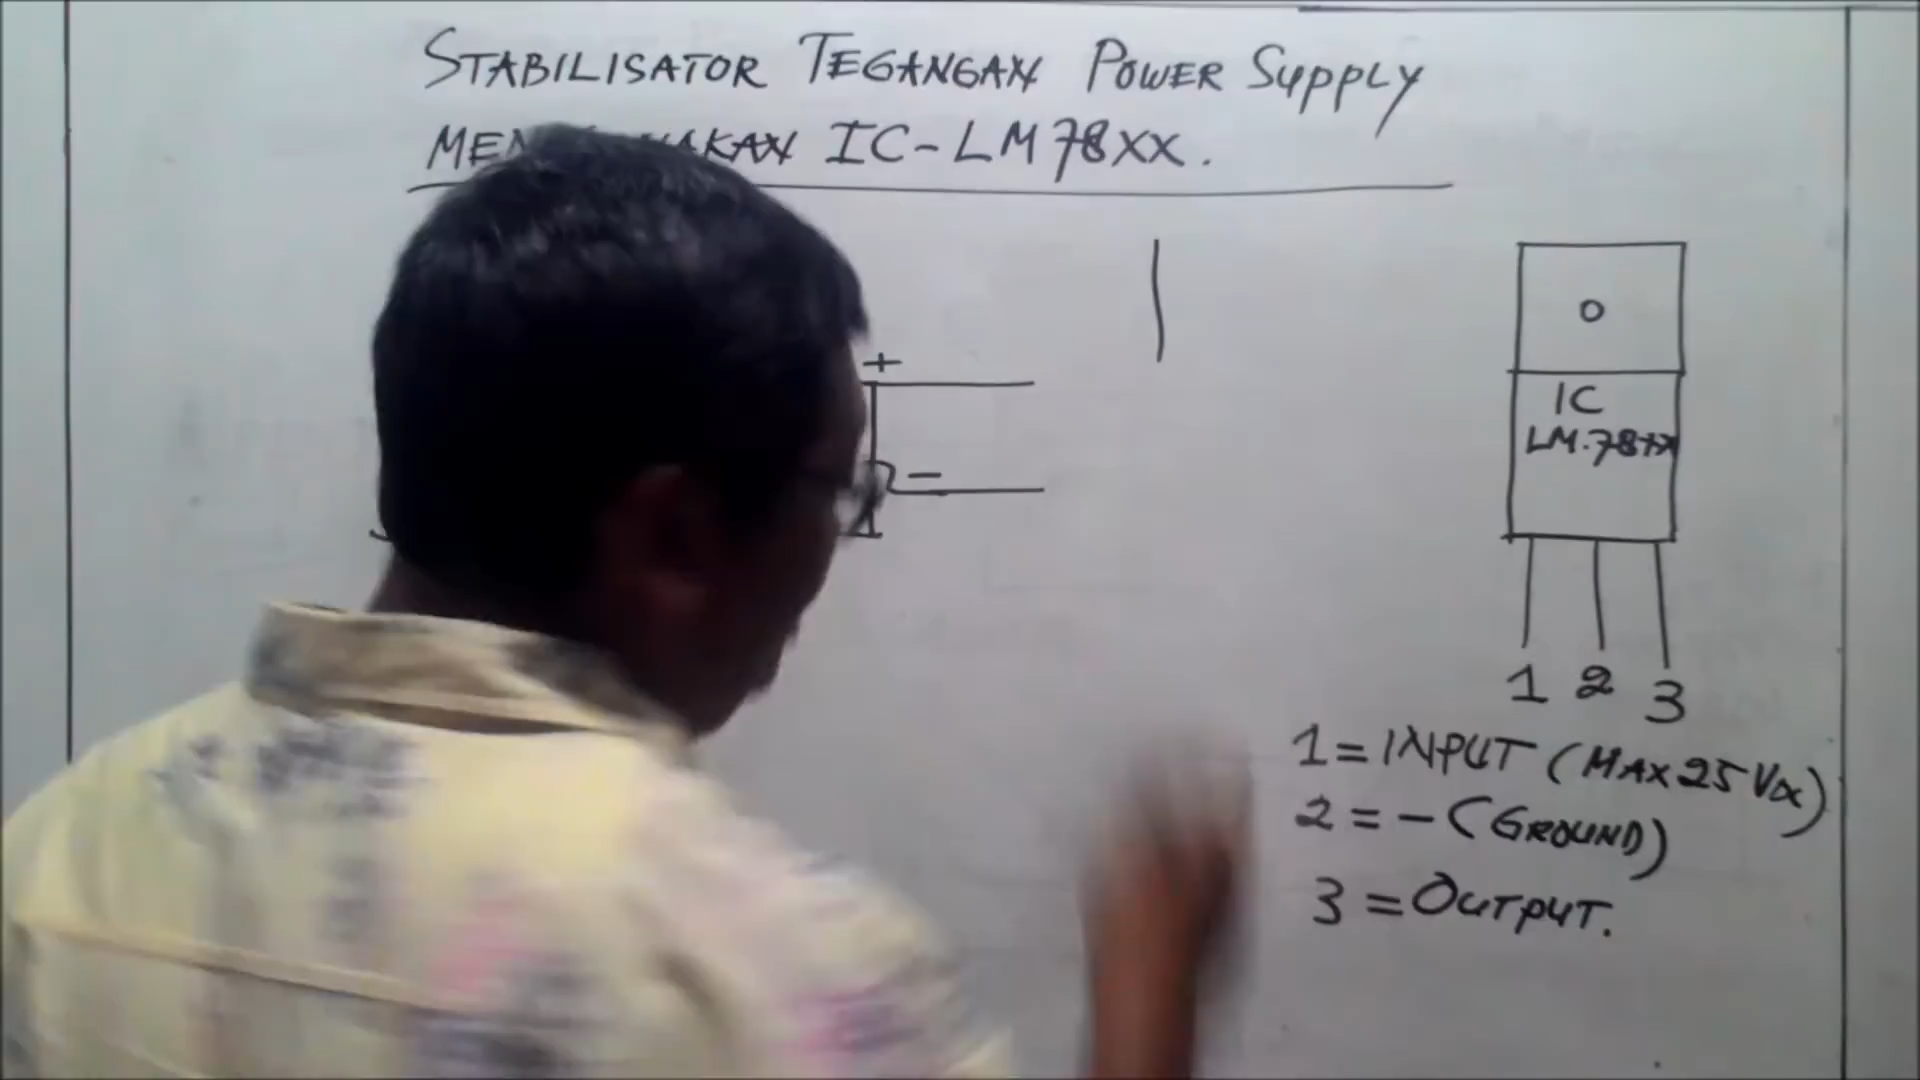 STABILISATOR TEGANGAN POWER SUPPLY
IC-LM78XX.
+
-
O
IC
LM.78XX
1 2 3
1 = INPUT (MAX 25 VDC)
2 = - (GROUND)
3 = OUTPUT.